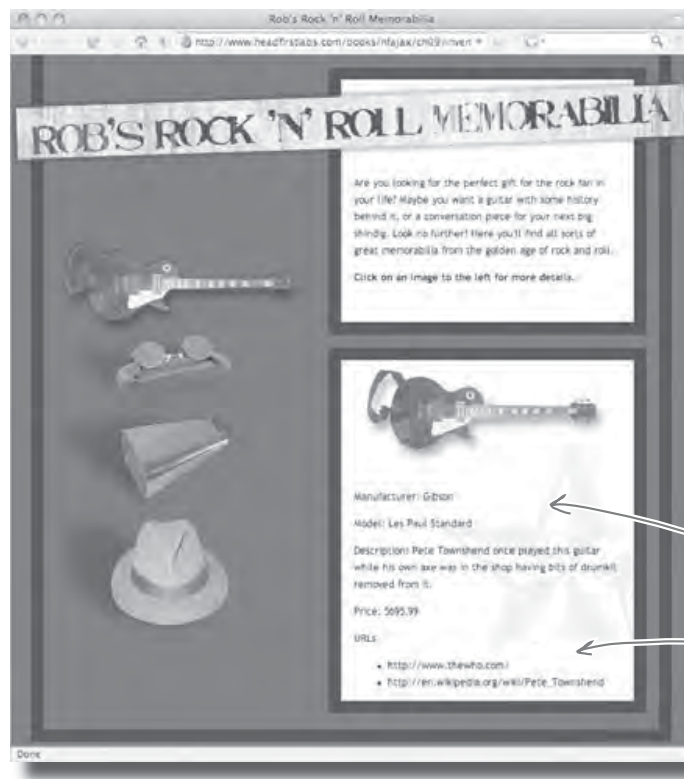 Rob's Rock 'n' Roll Memorabilia
http://www.headfirstlabs.com/books/hfajax/ch09/inven
ROB'S ROCK 'N' ROLL MEMORABILIA
Are you looking for the perfect gift for the rock fan in
your life? Maybe you want a guitar with some history
behind it, or a conversation piece for your next big
shindig. Look no further! Here you'll find all sorts of
great memorabilia from the golden age of rock and roll.
Click on an image to the left for more details.
Manufacturer: Gibson
Model: Les Paul Standard
Description: Pete Townshend once played this guitar
while his own axe was in the shop having bits of drumkit
removed from it.
Price: 5695.99
URLs
• http://www.thewho.com/
• http://en.wikipedia.org/wiki/Pete_Townshend
Done